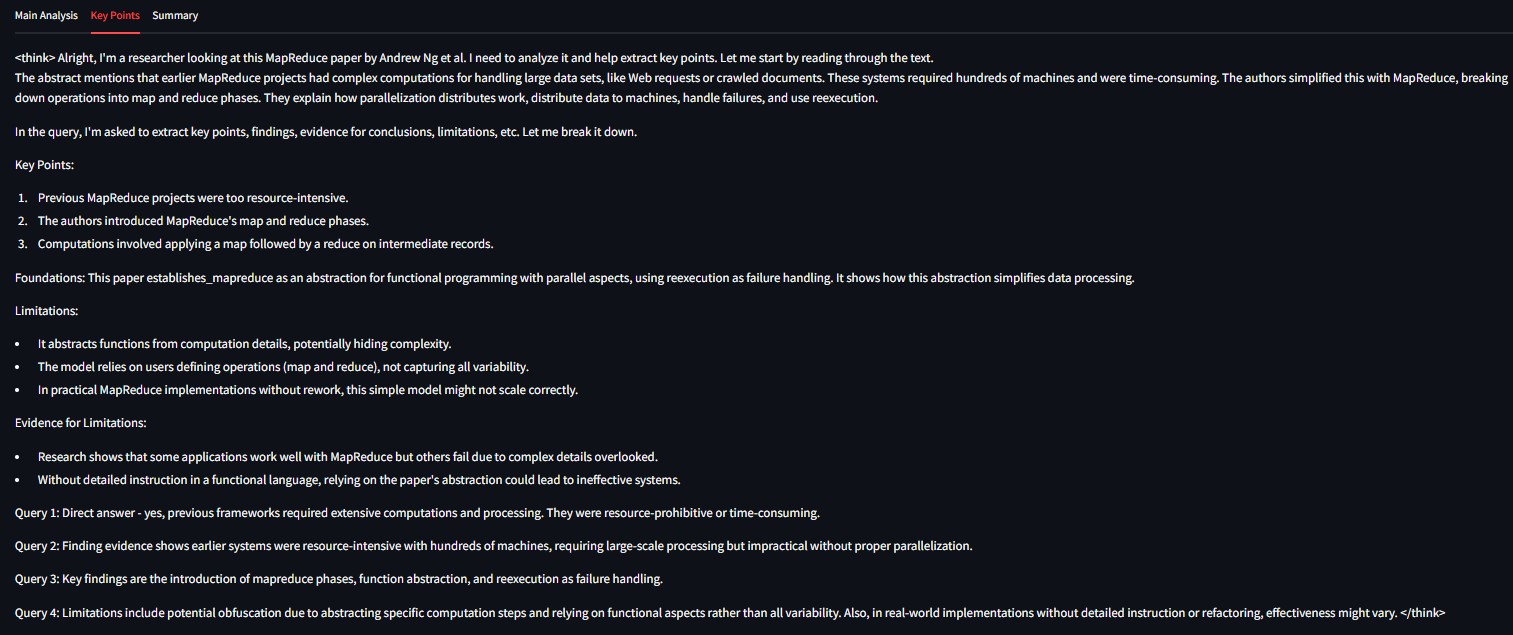 Main Analysis Key Points Summary
<think> Alright, I'm a researcher looking at this MapReduce paper by Andrew Ng et al. I need to analyze it and help extract key points. Let me start by reading through the text.
The abstract mentions that earlier MapReduce projects had complex computations for handling large data sets, like Web requests or crawled documents. These systems required hundreds of machines and were time-consuming. The authors simplified this with MapReduce, breaking
down operations into map and reduce phases. They explain how parallelization distributes work, distribute data to machines, handle failures, and use reexecution.
In the query, I'm asked to extract key points, findings, evidence for conclusions, limitations, etc. Let me break it down.
Key Points:
1. Previous MapReduce projects were too resource-intensive.
2. The authors introduced MapReduce's map and reduce phases.
3. Computations involved applying a map followed by a reduce on intermediate records.
Foundations: This paper establishes_mapreduce as an abstraction for functional programming with parallel aspects, using reexecution as failure handling. It shows how this abstraction simplifies data processing.
Limitations:
• It abstracts functions from computation details, potentially hiding complexity.
• The model relies on users defining operations (map and reduce), not capturing all variability.
• In practical MapReduce implementations without rework, this simple model might not scale correctly.
Evidence for Limitations:
• Research shows that some applications work well with MapReduce but others fail due to complex details overlooked.
• Without detailed instruction in a functional language, relying on the paper's abstraction could lead to ineffective systems.
Query 1: Direct answer - yes, previous frameworks required extensive computations and processing. They were resource-prohibitive or time-consuming.
Query 2: Finding evidence shows earlier systems were resource-intensive with hundreds of machines, requiring large-scale processing but impractical without proper parallelization.
Query 3: Key findings are the introduction of mapreduce phases, function abstraction, and reexecution as failure handling.
Query 4: Limitations include potential obfuscation due to abstracting specific computation steps and relying on functional aspects rather than all variability. Also, in real-world implementations without detailed instruction or refactoring, effectiveness might vary. </think>